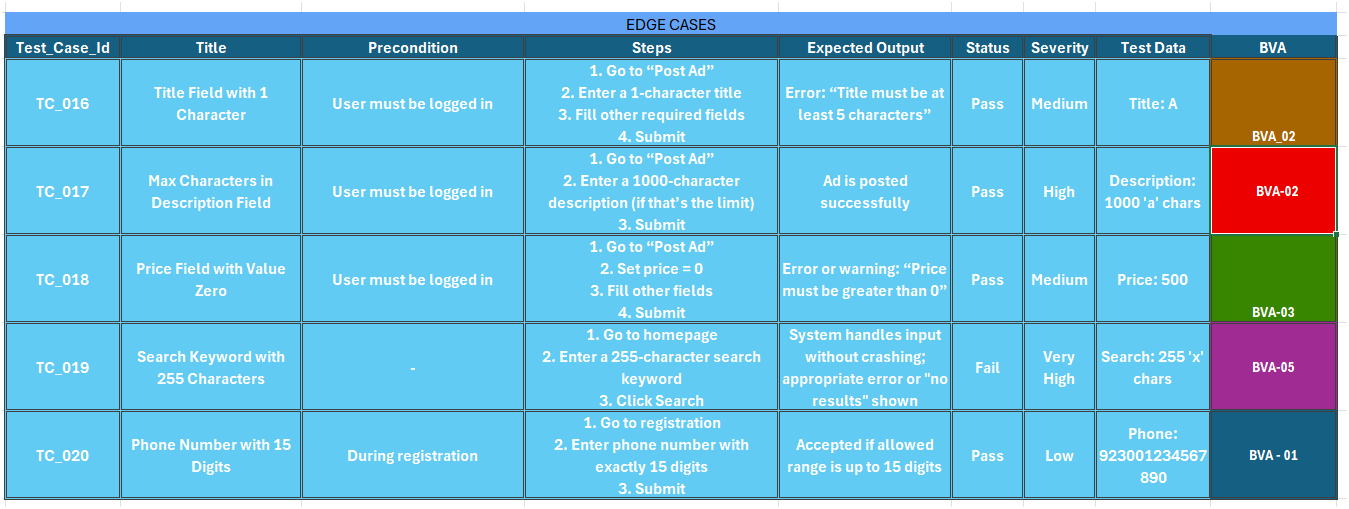 EDGE CASES
Test_Case_Id Title Precondition Steps Expected Output Status Severity Test Data BVA
TC_016
Title Field with 1
Character
User must be logged in
1. Go to “Post Ad”
2. Enter a 1-character title
3. Fill other required fields
4. Submit
Error: “Title must be at
least 5 characters”
Pass
Medium
Title: A
BVA_02
TC_017
Max Characters in
Description Field
User must be logged in
1. Go to “Post Ad”
2. Enter a 1000-character
description (if that’s the limit)
3. Submit
Ad is posted
successfully
Pass
High
Description:
1000 'a' chars
BVA-02
TC_018
Price Field with Value
Zero
User must be logged in
1. Go to “Post Ad”
2. Set price = 0
3. Fill other fields
4. Submit
Error or warning: “Price
must be greater than 0”
Pass
Medium
Price: 500
BVA-03
TC_019
Search Keyword with
255 Characters
-
1. Go to homepage
2. Enter a 255-character search
keyword
3. Click Search
System handles input
without crashing;
appropriate error or "no
results" shown
Fail
Very
High
Search: 255 'x'
chars
BVA-05
TC_020
Phone Number with 15
Digits
During registration
1. Go to registration
2. Enter phone number with
exactly 15 digits
3. Submit
Accepted if allowed
range is up to 15 digits
Pass
Low
Phone:
923001234567
890
BVA - 01